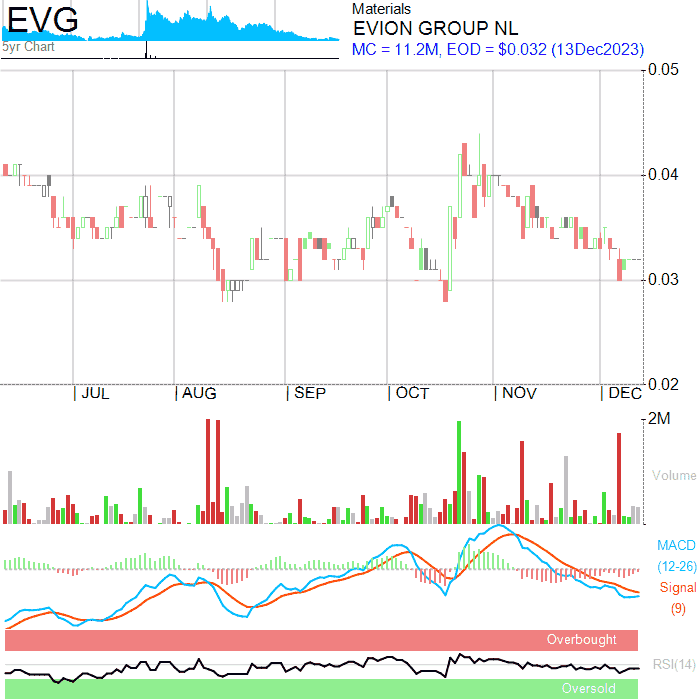 EVG
5yr Chart
Materials
EVION GROUP NL
MC = 11.2M, EOD = $0.032 (13Dec2023)
0.05
0.04
0.03
0.02
JUL AUG SEP OCT NOV DEC
2M
Volume
MACD
(12-26)
Signal
(9)
Overbought
RSI(14)
Oversold